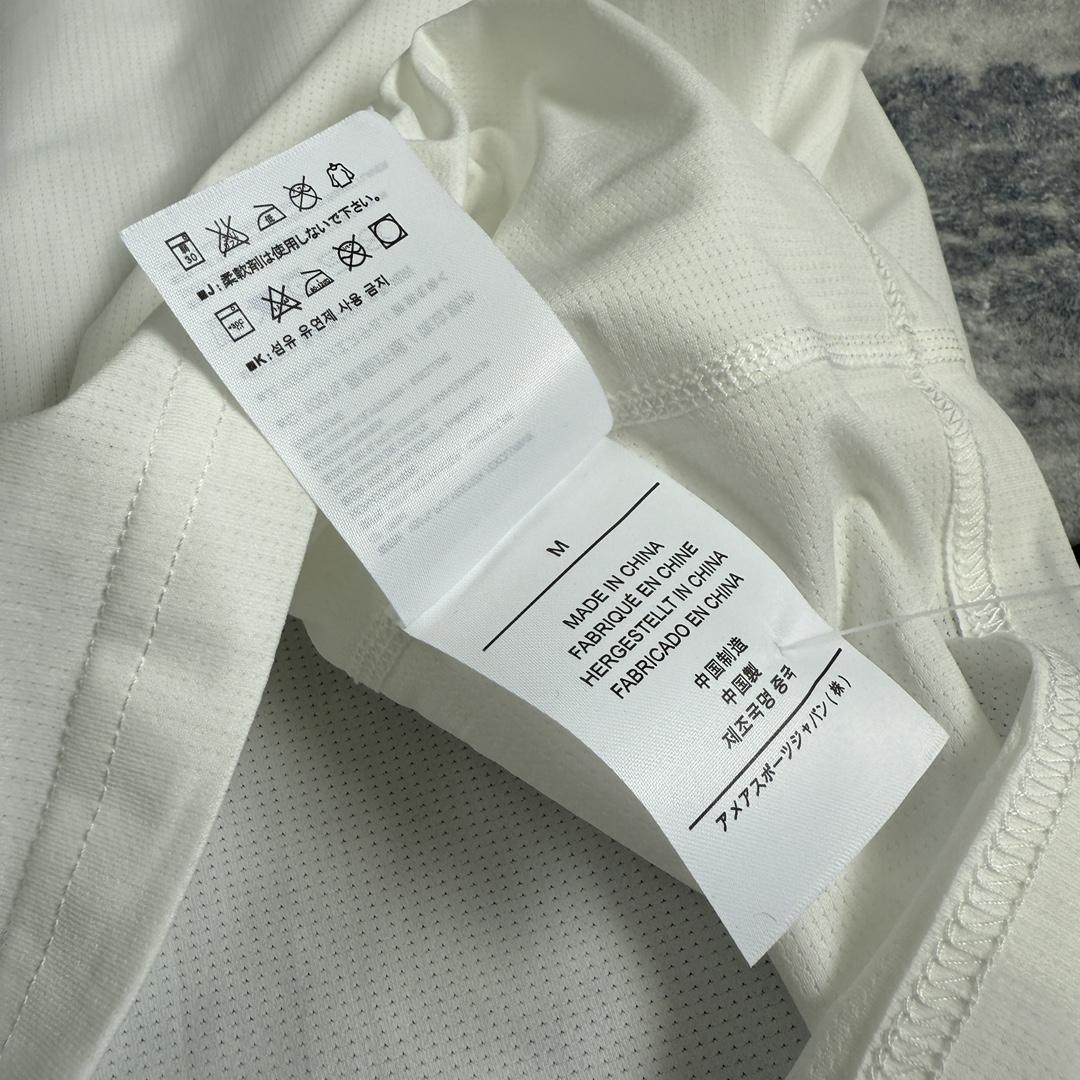 ■J:柔軟剤は使用しないで下さい。
■K:섬유 유연제 사용 금지
M
MADE IN CHINA
FABRIQUÉ EN CHINE
HERGESTELLT IN CHINA
FABRICADO EN CHINA
中国制造
中国製
제조국명 중국
アメアスポーツジャパン(株)